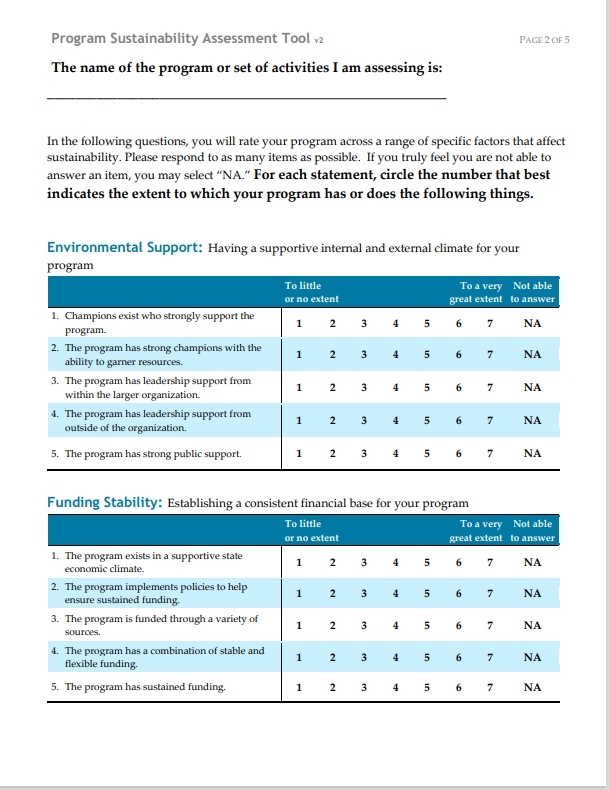 Program Sustainability Assessment Tool v2 PAGE 2 OF 5
The name of the program or set of activities I am assessing is:
In the following questions, you will rate your program across a range of specific factors that affect
sustainability. Please respond to as many items as possible. If you truly feel you are not able to
answer an item, you may select “NA.” For each statement, circle the number that best
indicates the extent to which your program has or does the following things.
Environmental Support: Having a supportive internal and external climate for your
program
To little To a very Not able
or no extent great extent to answer
1. Champions exist who strongly support the
program.
1 2 3 4 5 6 7 NA
2. The program has strong champions with the
ability to garner resources.
1 2 3 4 5 6 7 NA
3. The program has leadership support from
within the larger organization.
1 2 3 4 5 6 7 NA
4. The program has leadership support from
outside of the organization.
1 2 3 4 5 6 7 NA
5. The program has strong public support. 1 2 3 4 5 6 7 NA
Funding Stability: Establishing a consistent financial base for your program
To little To a very Not able
or no extent great extent to answer
1. The program exists in a supportive state
economic climate.
1 2 3 4 5 6 7 NA
2. The program implements policies to help
ensure sustained funding.
1 2 3 4 5 6 7 NA
3. The program is funded through a variety of
sources.
1 2 3 4 5 6 7 NA
4. The program has a combination of stable and
flexible funding.
1 2 3 4 5 6 7 NA
5. The program has sustained funding. 1 2 3 4 5 6 7 NA